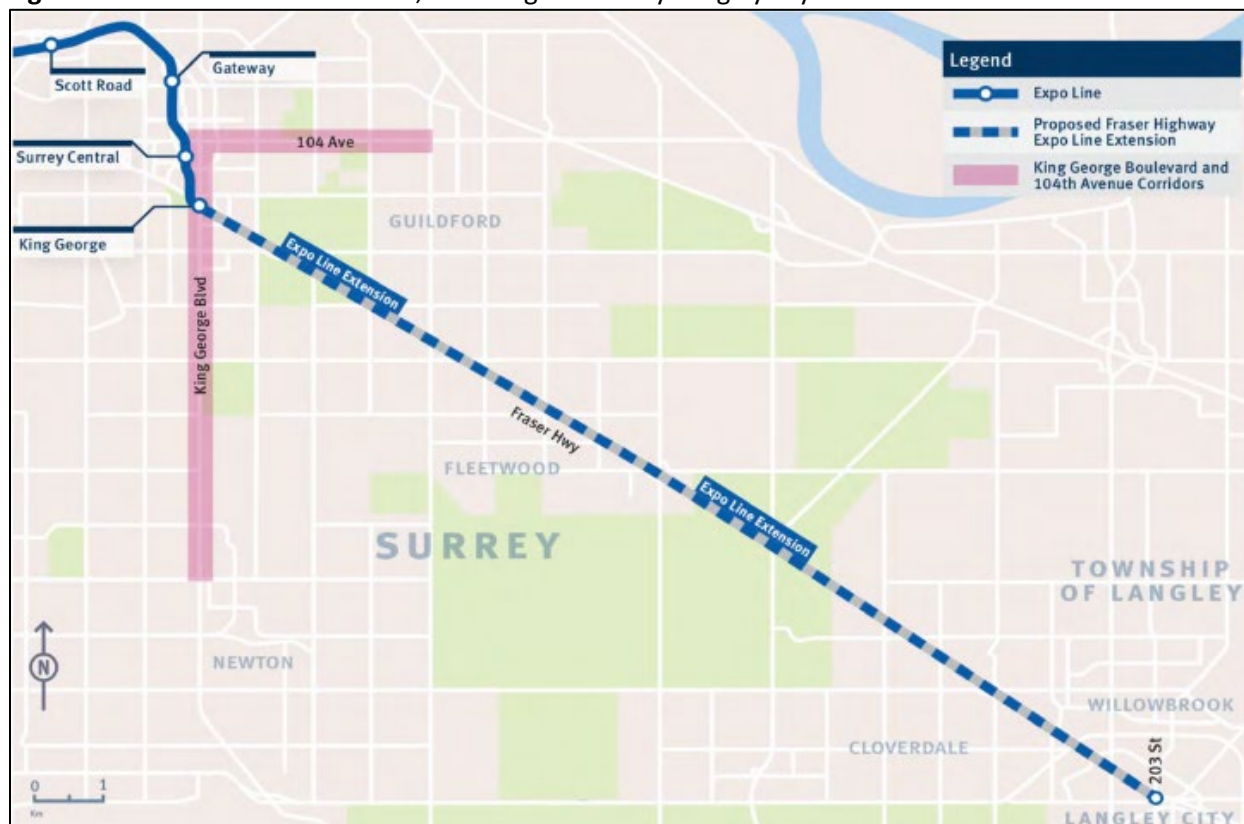 Scott Road
Gateway
Surrey Central
King George
104 Ave
King George Blvd
GUILDFORD
Expo Line Extension
Fraser Hwy
FLEETWOOD
Expo Line Extension
SURREY
TOWNSHIP
OF LANGLEY
NEWTON
WILLOWBROOK
CLOVERDALE
203 St
LANGLEY CITY
N
0 1
Km
Legend
Expo Line
Proposed Fraser Highway
Expo Line Extension
King George Boulevard and
104th Avenue Corridors